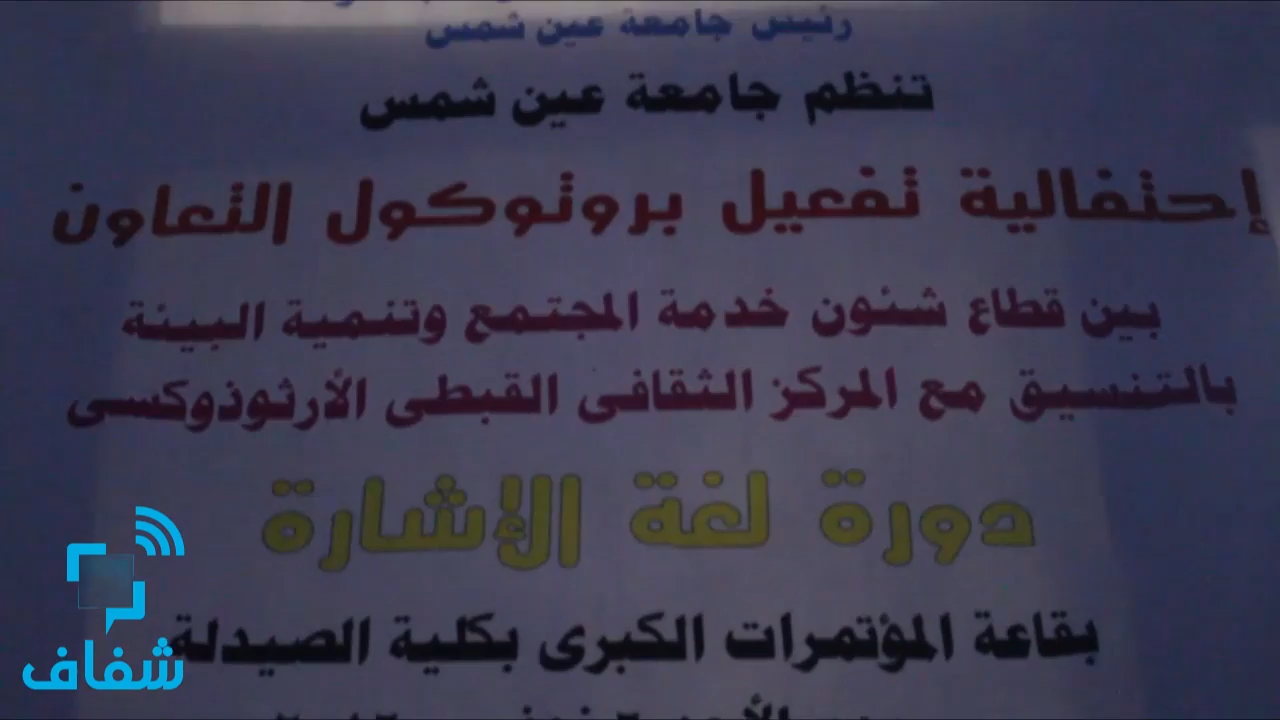 رئيس جامعة عين شمس
تنظم جامعة عين شمس
إحتفالية تفعيل بروتوكول التعاون
بين قطاع شئون خدمة المجتمع وتنمية البيئة
بالتنسيق مع المركز الثقافى القبطى الأرثوذوكسى
دورة لغة الإشارة
بقاعة المؤتمرات الكبرى بكلية الصيدلة
شفاف